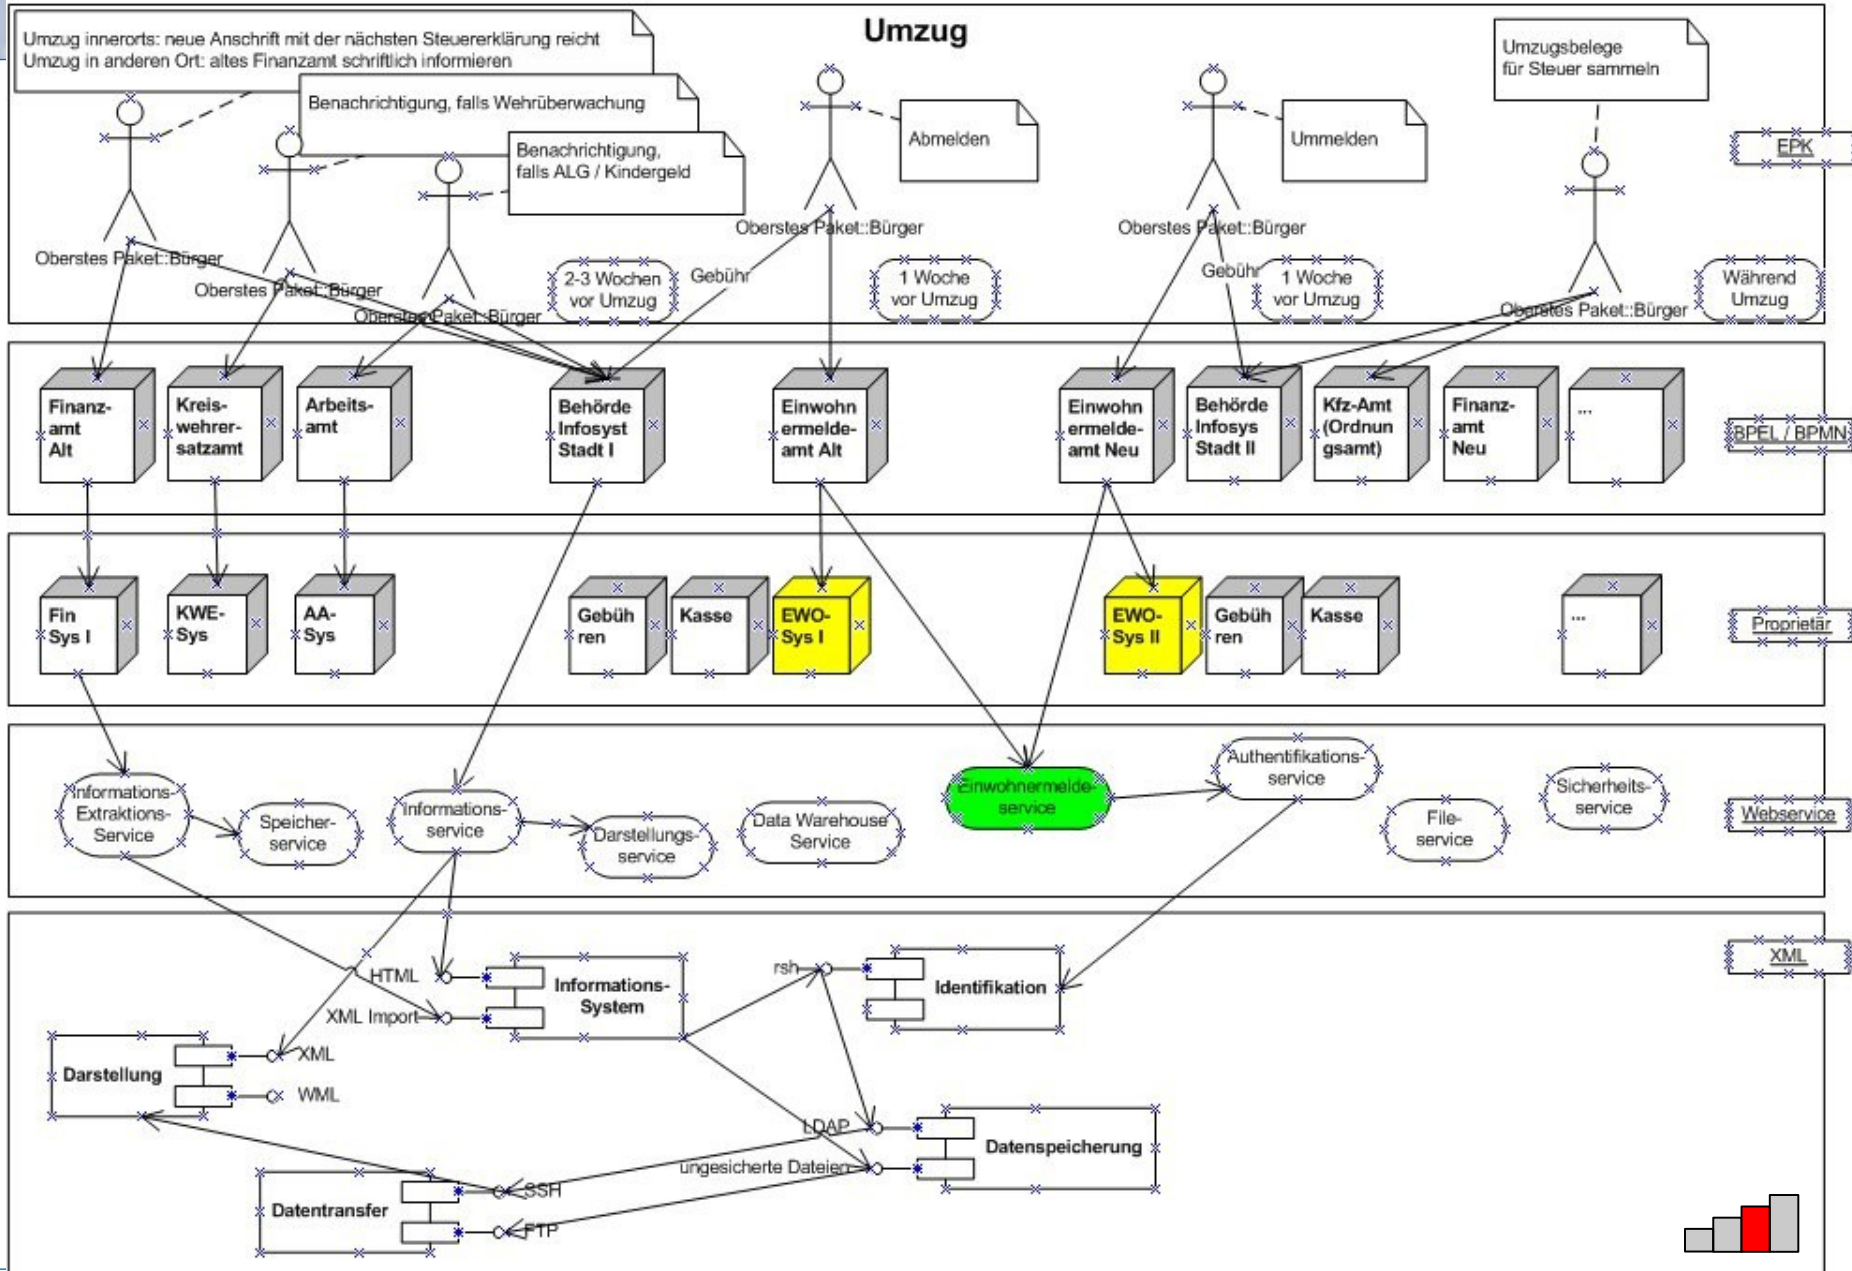 Umzug
Umzug innerorts: neue Anschrift mit der nächsten Steuererklärung reicht
Umzug in anderen Ort: altes Finanzamt schriftlich informieren
Benachrichtigung, falls Wehrüberwachung
Benachrichtigung,
falls ALG / Kindergeld
Abmelden
Ummelden
Umzugsbelege
für Steuer sammeln
EPK
Oberstes Paket::Bürger
Oberstes Paket::Bürger
Oberstes Paket::Bürger
Oberstes Paket::Bürger
Oberstes Paket::Bürger
Oberstes Paket::Bürger
2-3 Wochen
vor Umzug
Gebühr
1 Woche
vor Umzug
Gebühr
1 Woche
vor Umzug
Während
Umzug
Finanz-
amt
Alt
Kreis-
wehrer-
satzamt
Arbeits-
amt
Behörde
Infosyst
Stadt I
Einwohn
ermelde-
amt Alt
Einwohn
ermelde-
amt Neu
Behörde
Infosys
Stadt II
Kfz-Amt
(Ordnun
gsamt)
Finanz-
amt
Neu
...
BPEL / BPMN
Fin
Sys I
KWE-
Sys
AA-
Sys
Gebüh
ren
Kasse
EWO-
Sys I
EWO-
Sys II
Gebüh
ren
Kasse
...
Proprietär
Informations-
Extraktions-
Service
Speicher-
service
Informations-
service
Darstellungs-
service
Data Warehouse
Service
Einwohnermelde-
service
Authentifikations-
service
File-
service
Sicherheits-
service
Webservice
HTML
XML Import
Informations-
System
rsh
Identifikation
XML
Darstellung
XML
WML
LDAP
ungesicherte Dateien
Datenspeicherung
Datentransfer
SSH
FTP